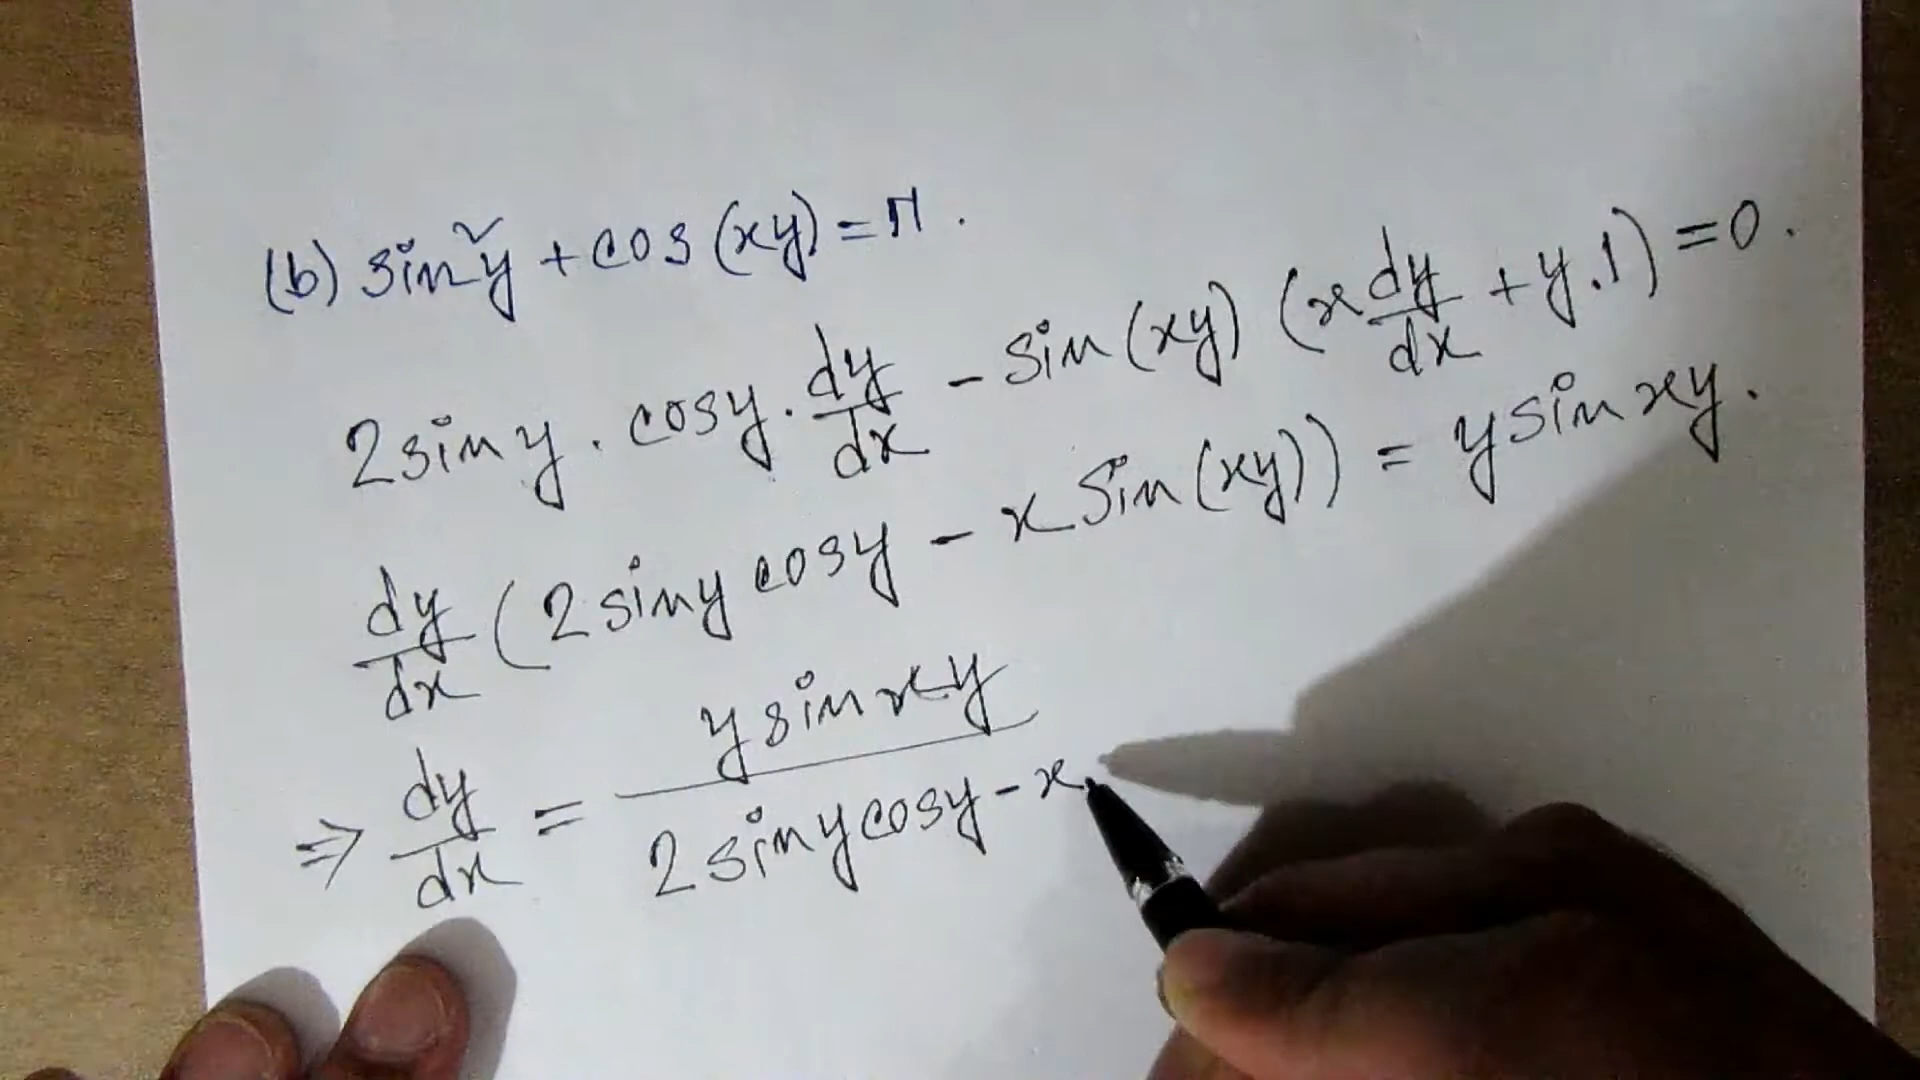 (b) sin²y + cos (xy) = π .
2 sin y . cos y . dy/dx - sin (xy) (x dy/dx + y.1) = 0 .
dy/dx (2 sin y cos y - x sin (xy)) = y sin xy .
⇒ dy/dx = y sin xy / 2 sin y cos y - x